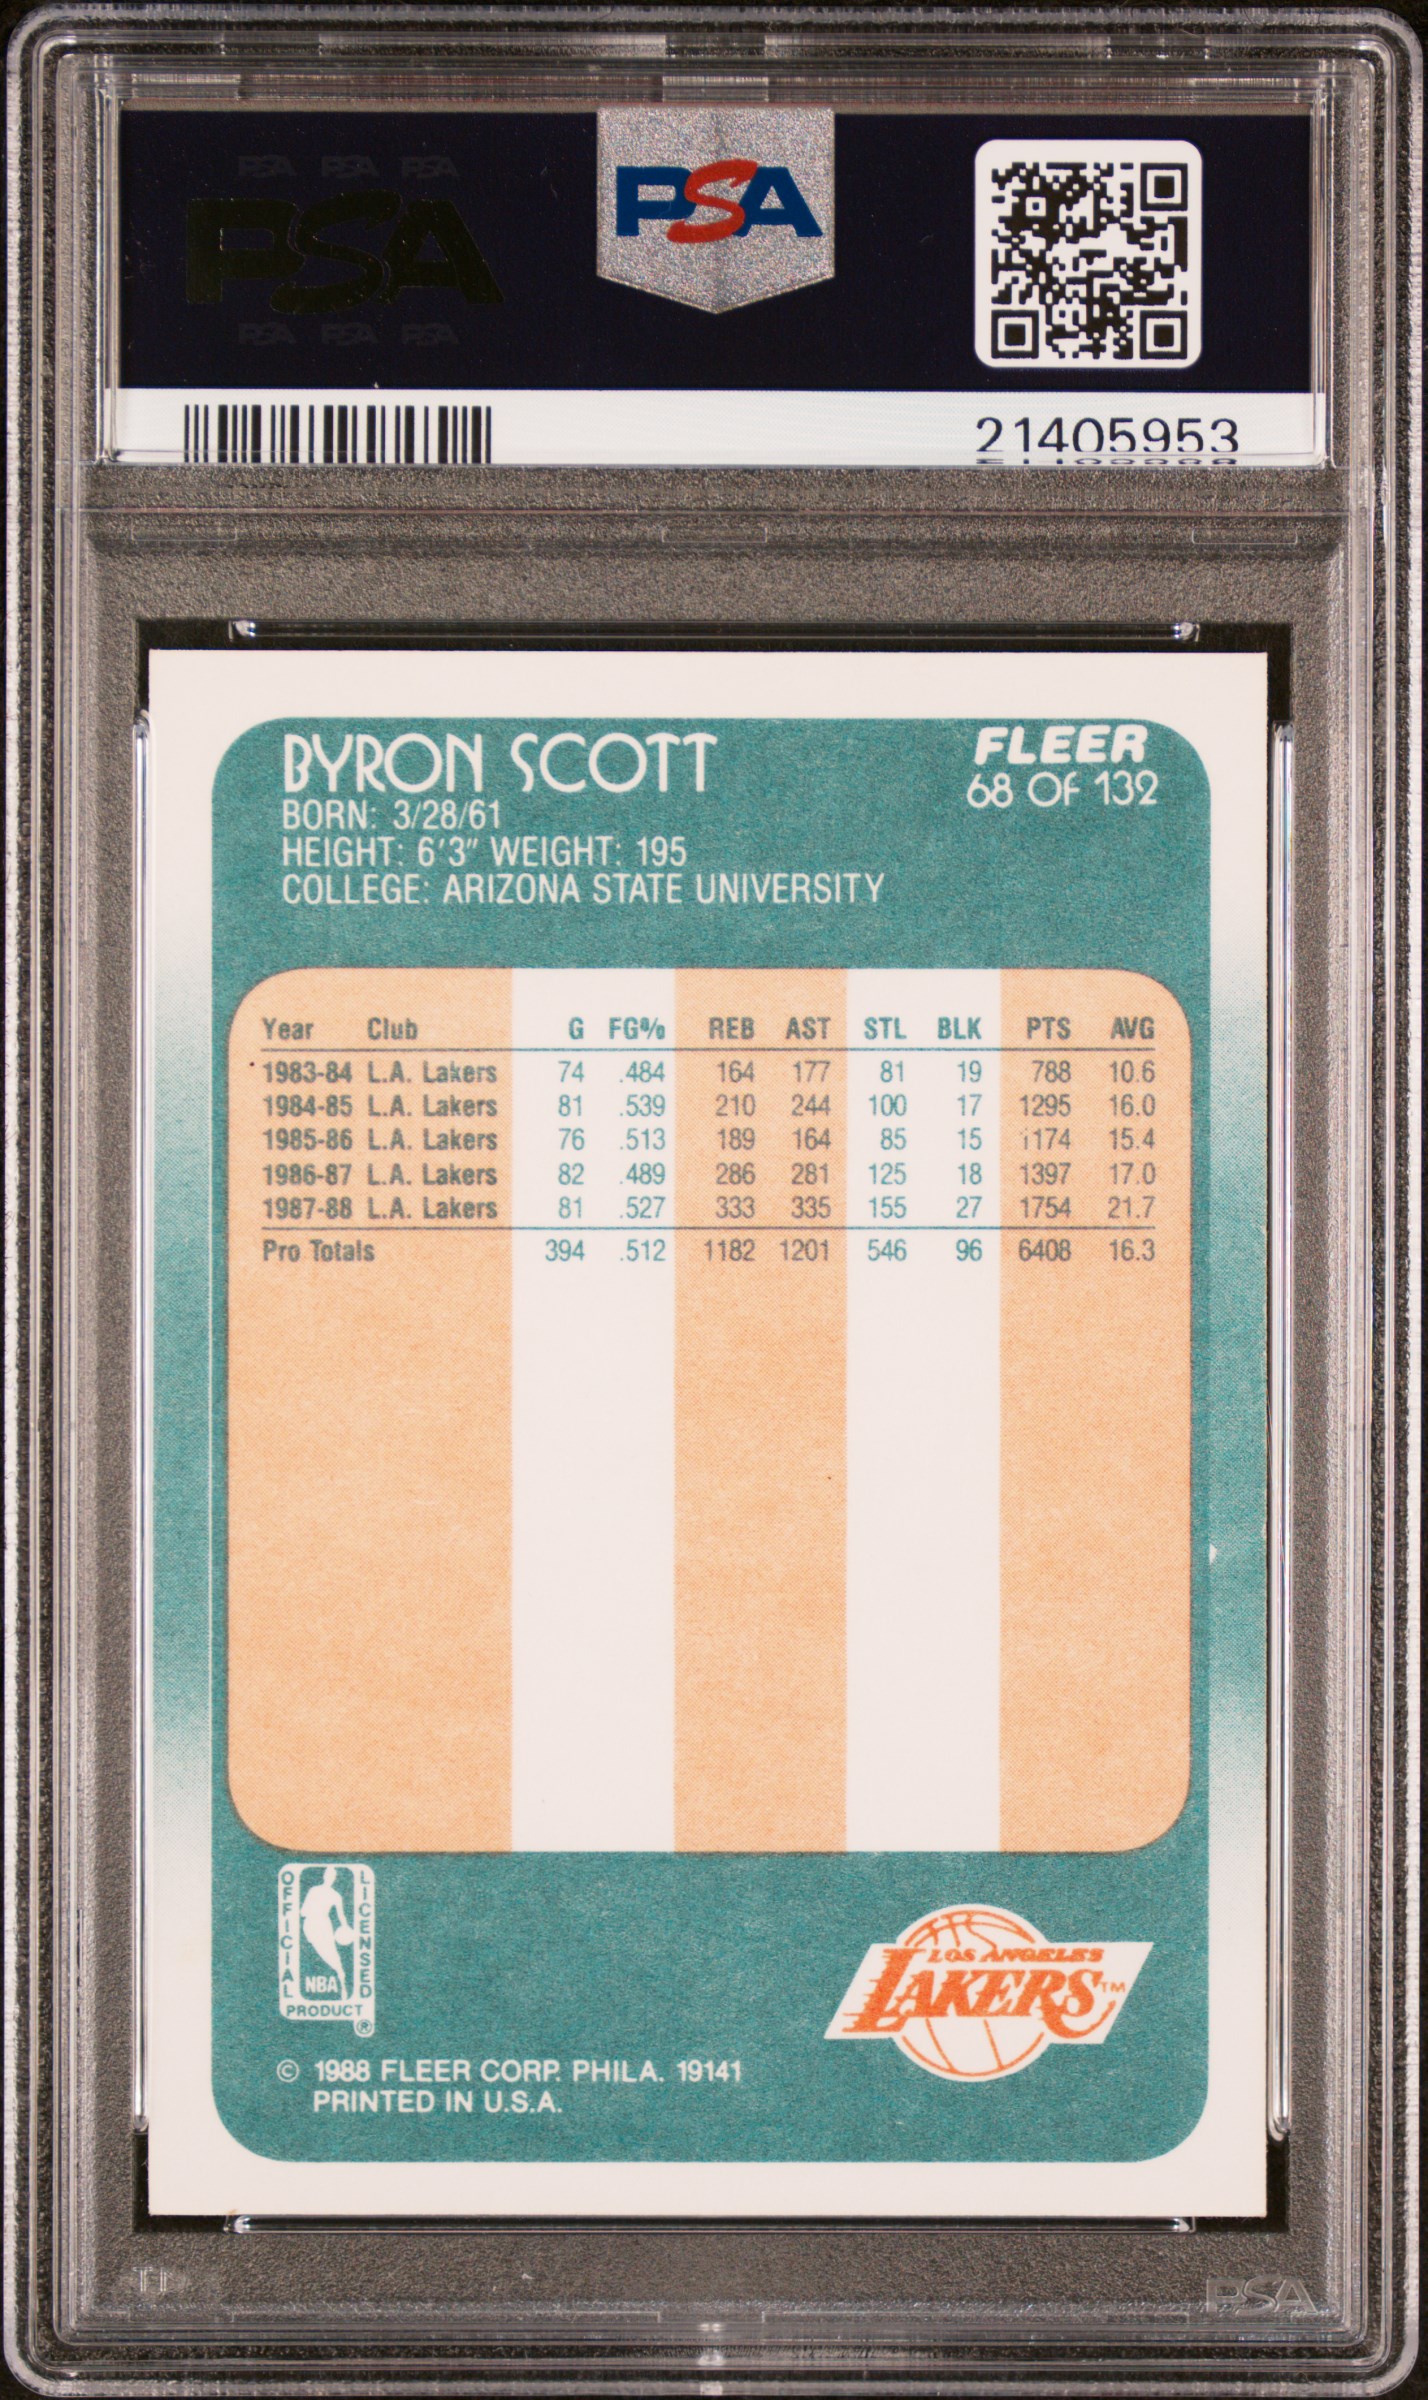 PSA PSA PSA
PSA
PSA PSA PSA
PSA
21405953
BYRON SCOTT
FLEER
68 OF 132
BORN: 3/28/61
HEIGHT: 6'3" WEIGHT: 195
COLLEGE: ARIZONA STATE UNIVERSITY
Year Club G FG% REB AST STL BLK PTS AVG
1983-84 L.A. Lakers 74 .484 164 177 81 19 788 10.6
1984-85 L.A. Lakers 81 .539 210 244 100 17 1295 16.0
1985-86 L.A. Lakers 76 .513 189 164 85 15 1174 15.4
1986-87 L.A. Lakers 82 .489 286 281 125 18 1397 17.0
1987-88 L.A. Lakers 81 .527 333 335 155 27 1754 21.7
Pro Totals 394 .512 1182 1201 546 96 6408 16.3
OFFICIAL
LICENSED
NBA
PRODUCT
®
LOS ANGELES
LAKERS™
© 1988 FLEER CORP. PHILA. 19141
PRINTED IN U.S.A.
PSA